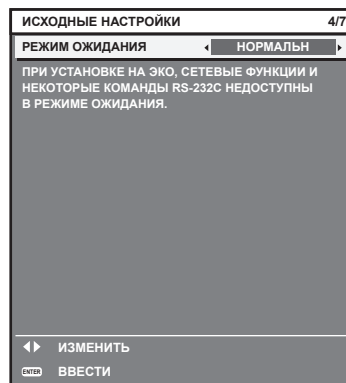 ИСХОДНЫЕ НАСТРОЙКИ 4/7
РЕЖИМ ОЖИДАНИЯ НОРМАЛЬН
ПРИ УСТАНОВКЕ НА ЭКО, СЕТЕВЫЕ ФУНКЦИИ И
НЕКОТОРЫЕ КОМАНДЫ RS-232C НЕДОСТУПНЫ
В РЕЖИМЕ ОЖИДАНИЯ.
ИЗМЕНИТЬ
ENTER ВВЕСТИ